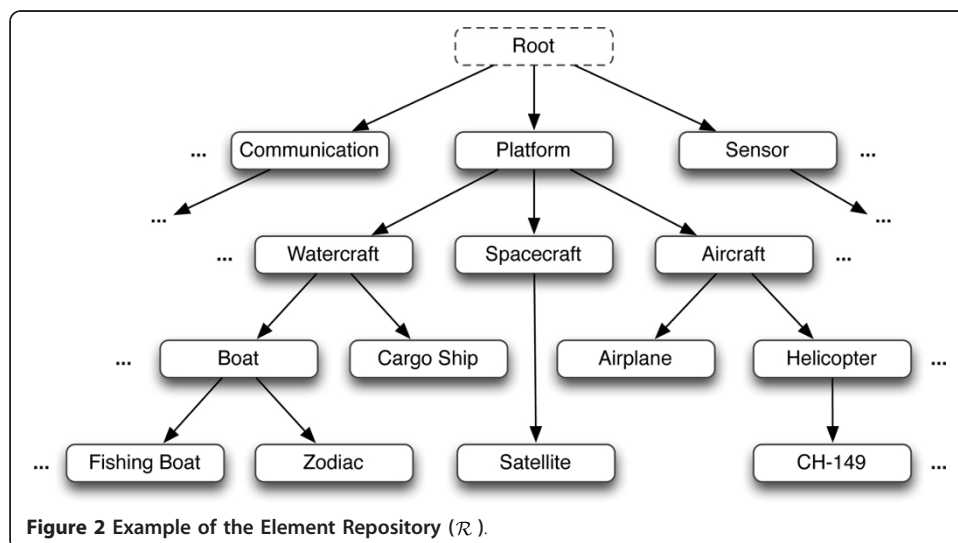 Root
... Communication Platform Sensor ...
... ...
... Watercraft Spacecraft Aircraft ...
... Boat Cargo Ship Airplane Helicopter ...
... Fishing Boat Zodiac Satellite CH-149 ...
Figure 2 Example of the Element Repository (ℛ).